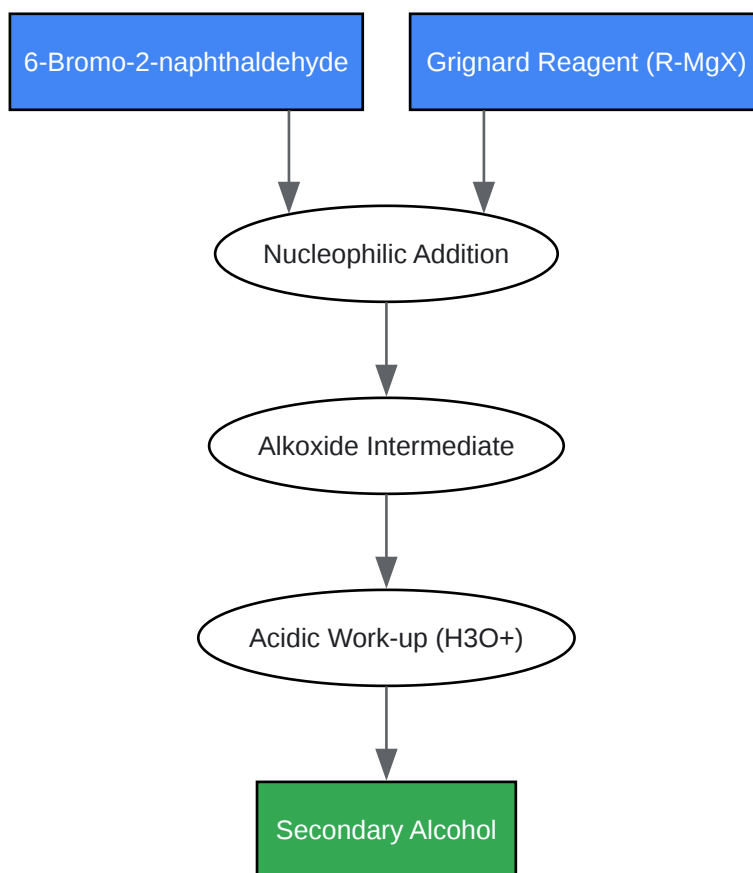 6-Bromo-2-naphthaldehyde
Grignard Reagent (R-MgX)
Nucleophilic Addition
Alkoxide Intermediate
Acidic Work-up (H3O+)
Secondary Alcohol